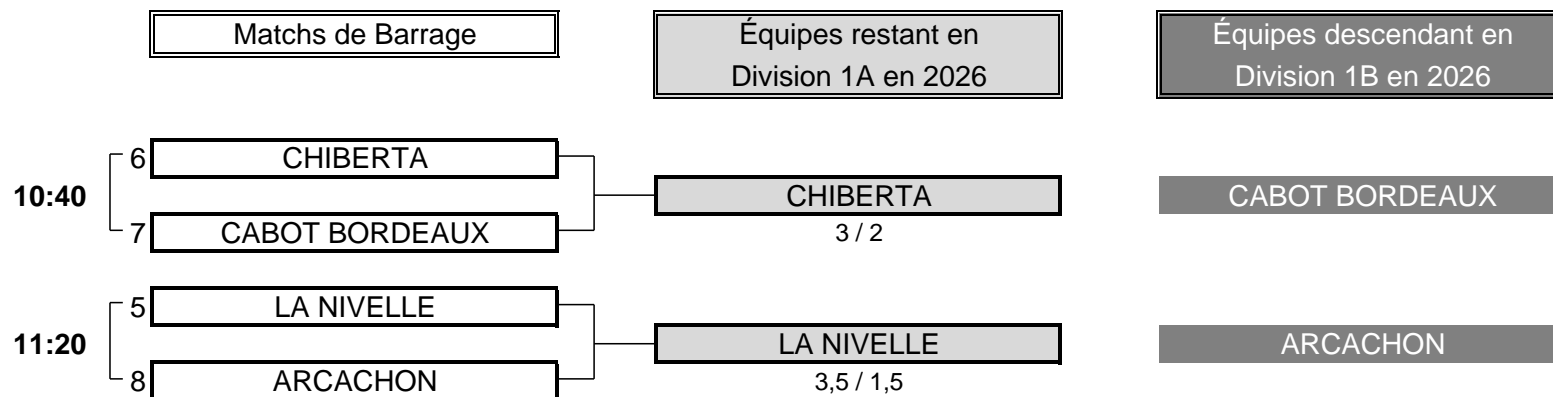 Matchs de Barrage
Équipes restant en
Division 1A en 2026
Équipes descendant en
Division 1B en 2026
6 CHIBERTA
10:40 CHIBERTA CABOT BORDEAUX
7 CABOT BORDEAUX 3 / 2
5 LA NIVELLE
11:20 LA NIVELLE ARCACHON
8 ARCACHON 3,5 / 1,5